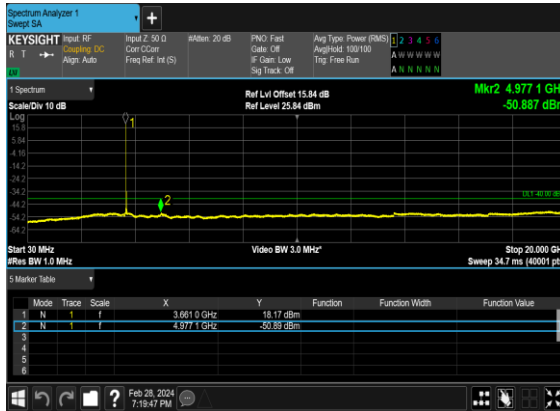 Spectrum Analyzer 1
Swept SA
+
KEYSIGHT
R T
Input: RF
Coupling: DC
Align: Auto
Input Z: 50 Ω
Corr CCorr
Freq Ref: Int (S)
#Atten: 20 dB
PNO: Fast
Gate: Off
IF Gain: Low
Sig Track: Off
Avg Type: Power (RMS)
Avg|Hold: 100/100
Trig: Free Run
1 2 3 4 5 6
A W W W W W
A N N N N N
1 Spectrum
Scale/Div 10 dB
Ref Lvl Offset 15.84 dB
Ref Level 25.84 dBm
Mkr2 4.977 1 GH
-50.887 dB
Log
15.8
5.84
-4.16
-14.2
-24.2
-34.2
-44.2
-54.2
-64.2
1
2
DL1 -40.00 dB
Start 30 MHz
#Res BW 1.0 MHz
Video BW 3.0 MHz*
Stop 20.000 GH
Sweep 34.7 ms (40001 pt
5 Marker Table
Mode Trace Scale X Y Function Function Width Function Value
1 N 1 f 3.661 0 GHz 18.17 dBm
2 N 1 f 4.977 1 GHz -50.89 dBm
3
4
5
6
?
Feb 28, 2024
7:19:47 PM